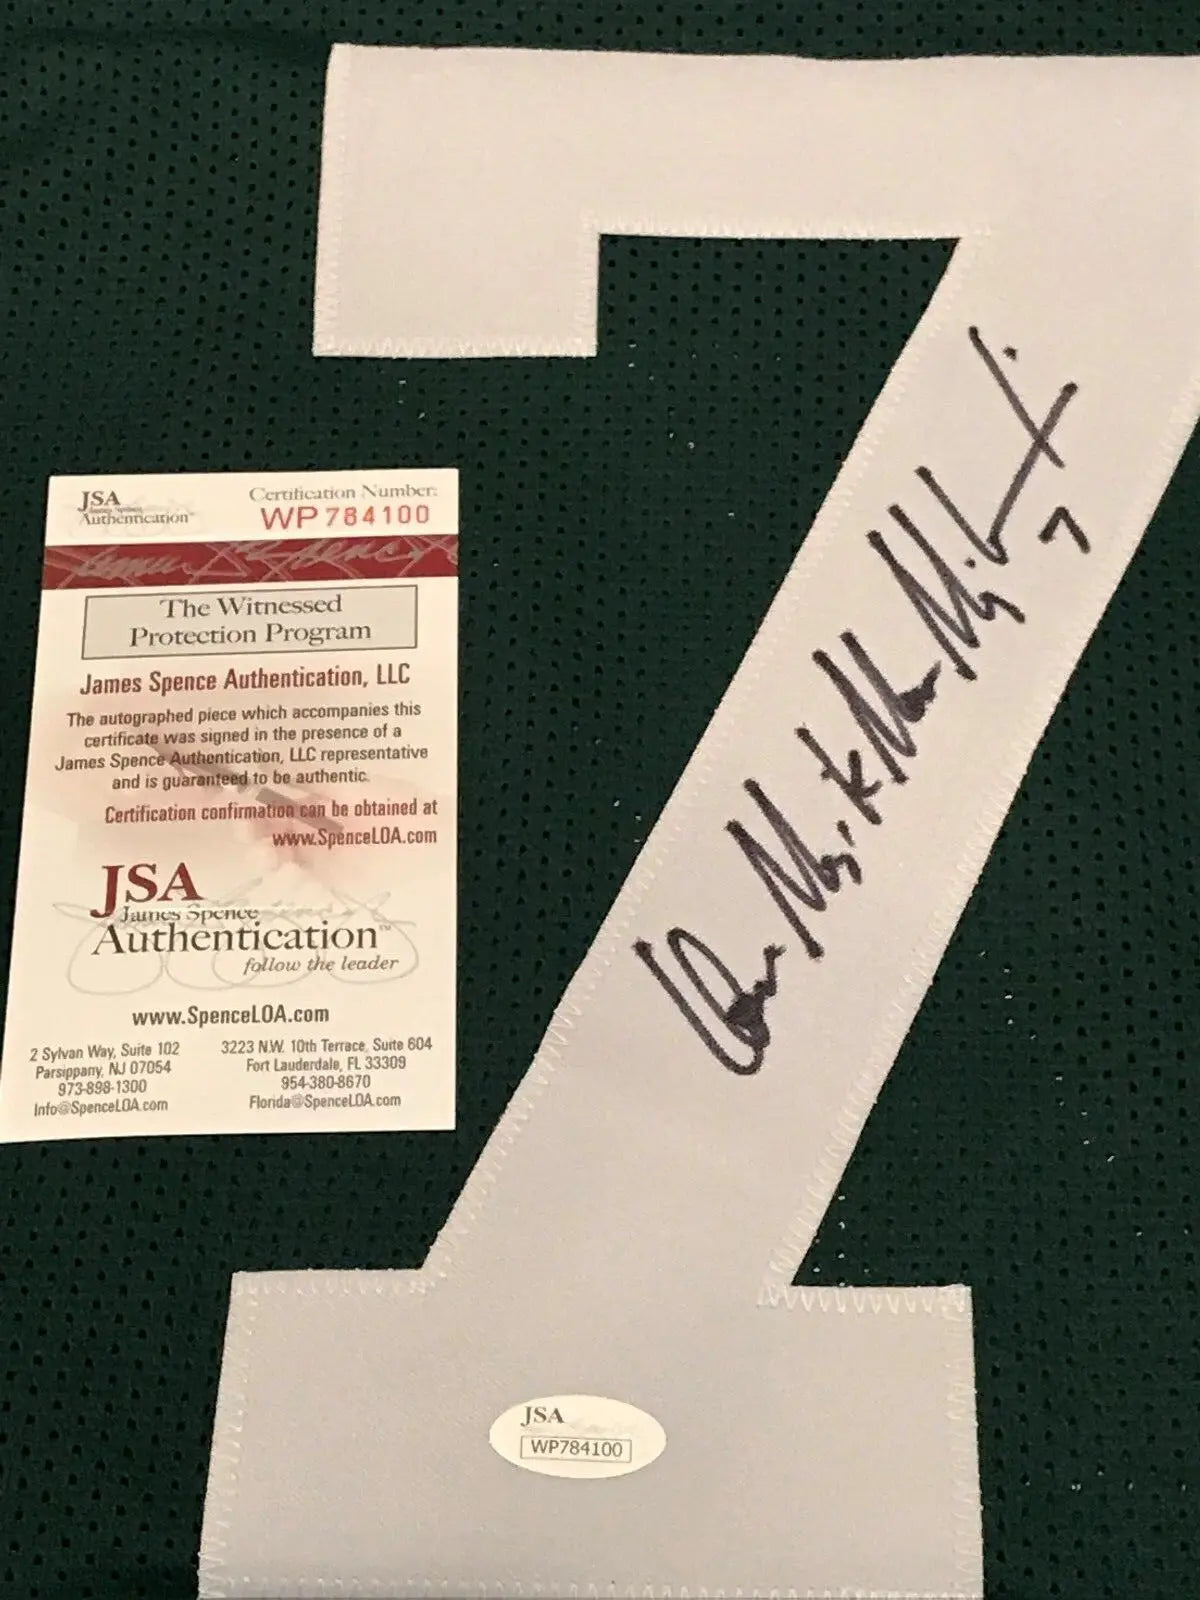 JSA
James Spence
Authentication
Certification Number:
WP784100
The Witnessed
Protection Program
James Spence Authentication, LLC
The autographed piece which accompanies this
certificate was signed in the presence of a
James Spence Authentication, LLC representative
and is guaranteed to be authentic.
Certification confirmation can be obtained at
www.SpenceLOA.com
JSA
James Spence
Authentication™
follow the leader
www.SpenceLOA.com
2 Sylvan Way, Suite 102
Parsippany, NJ 07054
973-898-1300
Info@SpenceLOA.com
3223 N.W. 10th Terrace, Suite 604
Fort Lauderdale, FL 33309
954-380-8670
Florida@SpenceLOA.com
7
7
JSA
WP784100